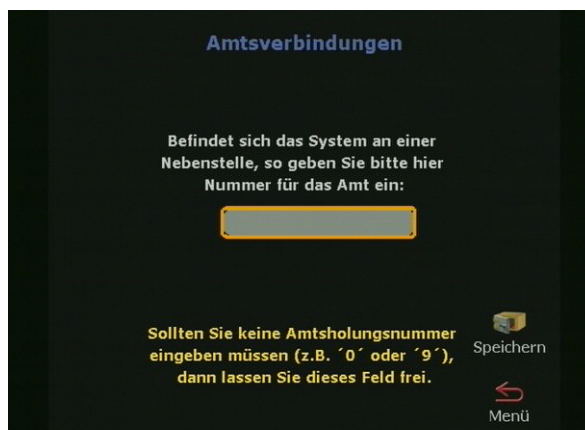 Amtsverbindungen
Befindet sich das System an einer
Nebenstelle, so geben Sie bitte hier
Nummer für das Amt ein:
Sollten Sie keine Amtsholungsnummer
eingeben müssen (z.B. ´0´ oder ´9´),
dann lassen Sie dieses Feld frei.
Speichern
Menü